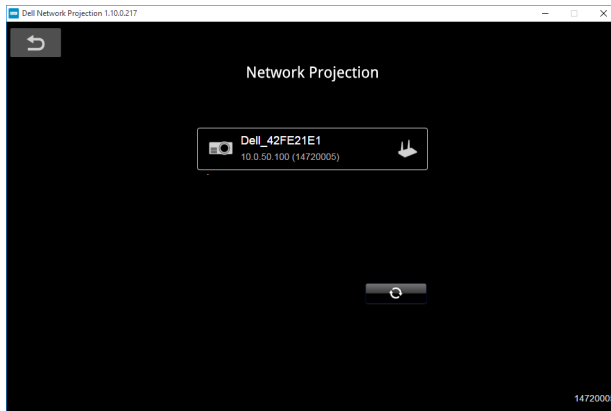 Dell Network Projection 1.10.0.217
Network Projection
Dell_42FE21E1
10.0.50.100 (14720005)
1472000